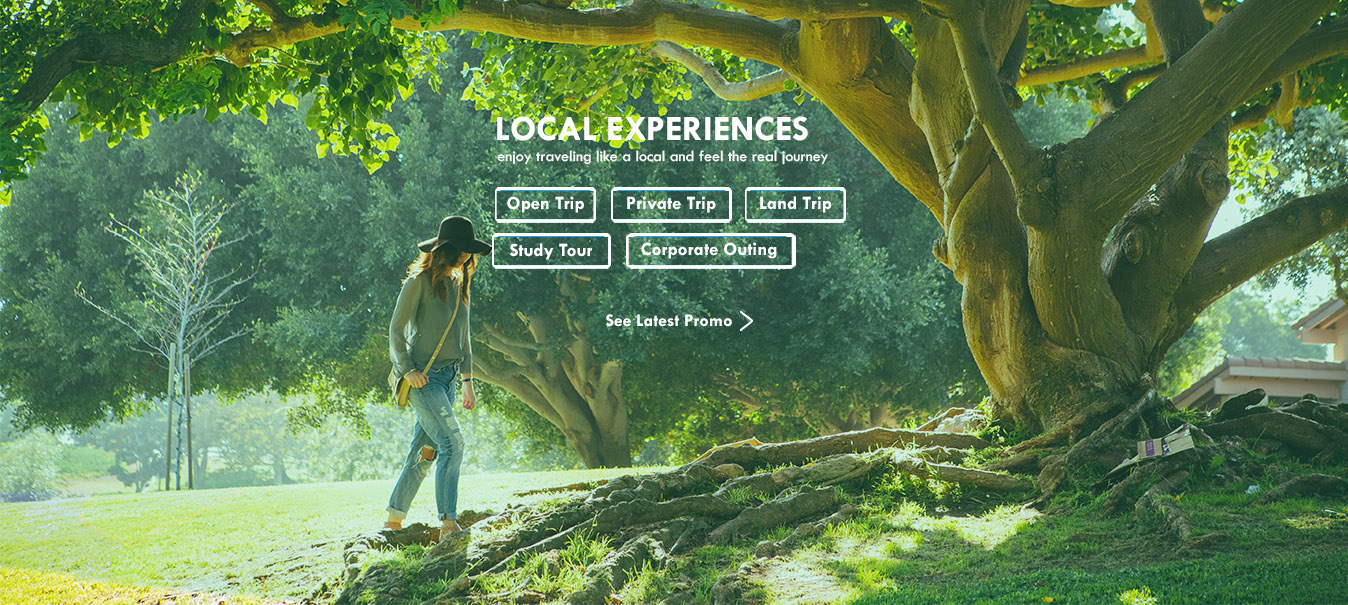 LOCAL EXPERIENCES
enjoy traveling like a local and feel the real journey
Open Trip Private Trip Land Trip
Study Tour Corporate Outing
See Latest Promo